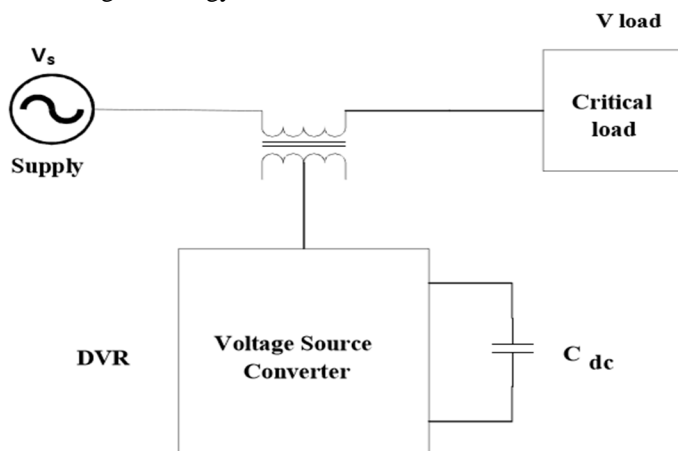 V load
Vs
Critical
load
Supply
Voltage Source
Converter
DVR
C dc